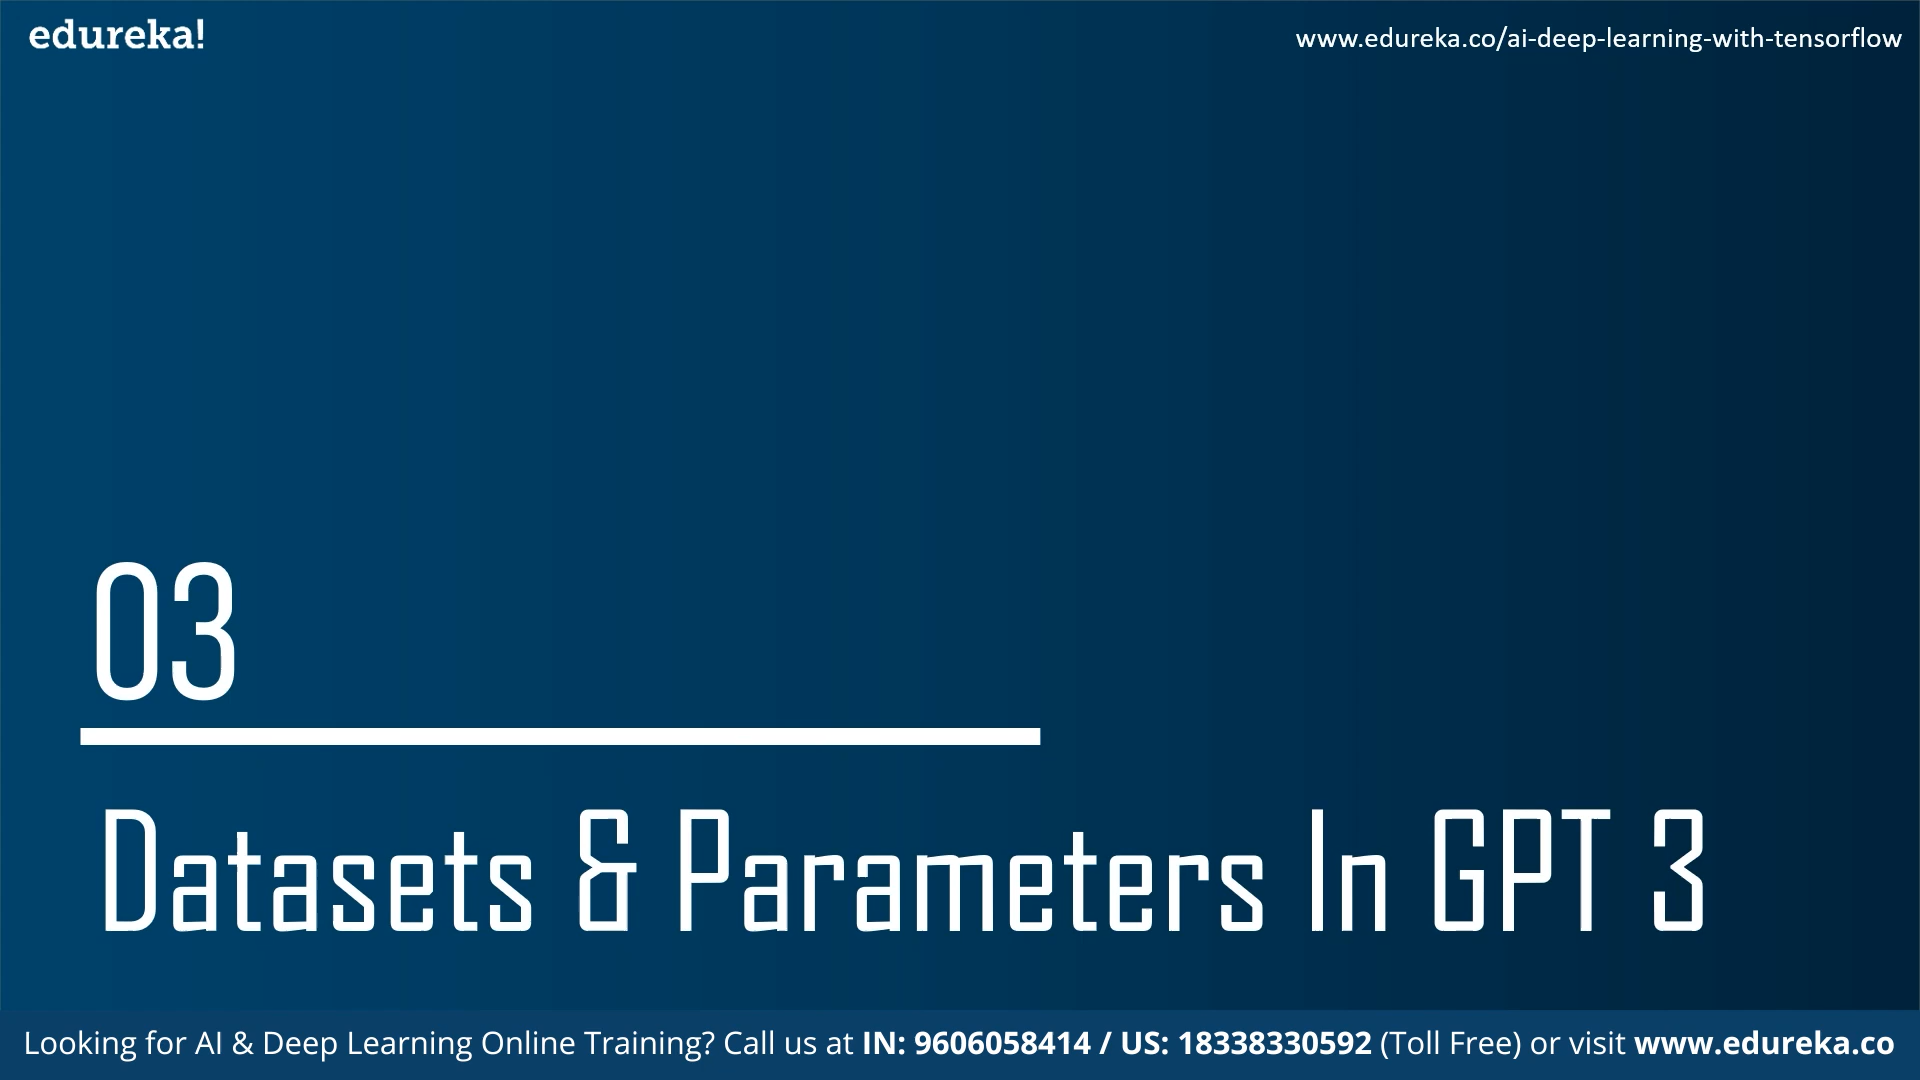 edureka!
www.edureka.co/ai-deep-learning-with-tensorflow
03
Datasets & Parameters In GPT 3
Looking for AI & Deep Learning Online Training? Call us at IN: 9606058414 / US: 18338330592 (Toll Free) or visit www.edureka.co